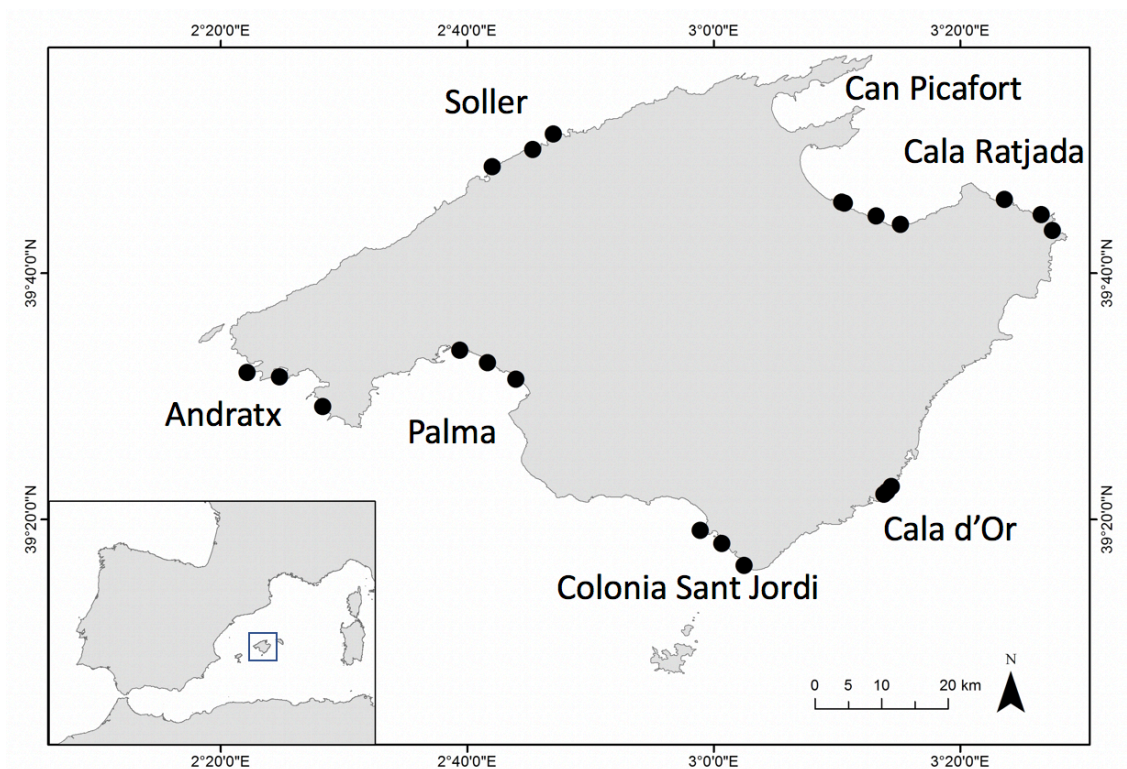 2°20'0"E 2°40'0"E 3°0'0"E 3°20'0"E
Can Picafort
Soller
Cala Ratjada
39°40'0"N 39°40'0"N
Andratx
Palma
39°20'0"N 39°20'0"N
Cala d’Or
Colonia Sant Jordi
N
0 5 10 20 km
2°20'0"E 2°40'0"E 3°0'0"E 3°20'0"E